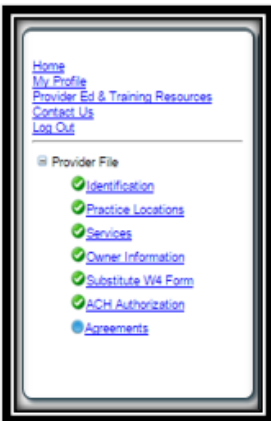 Home
My Profile
Provider Ed & Training Resources
Contact Us
Log Out
Provider File
Identification
Practice Locations
Services
Owner Information
Substitute W4 Form
ACH Authorization
Agreements